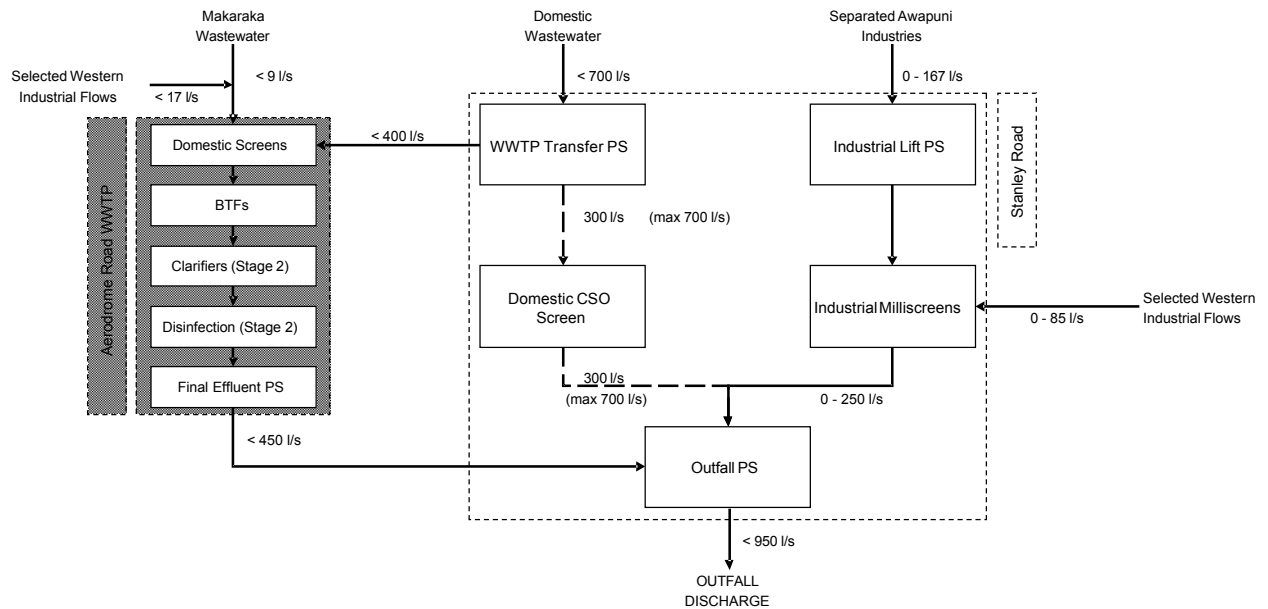 Makaraka
Wastewater
Domestic
Wastewater
Separated Awapuni
Industries
Selected Western
Industrial Flows
< 17 l/s
< 9 l/s
< 700 l/s
0 - 167 l/s
Aerodrome Road WWTP
Domestic Screens
BTFs
Clarifiers (Stage 2)
Disinfection (Stage 2)
Final Effluent PS
< 400 l/s
WWTP Transfer PS
Industrial Lift PS
Stanley Road
300 l/s (max 700 l/s)
Domestic CSO
Screen
Industrial Milliscreens
Selected Western
Industrial Flows
0 - 85 l/s
300 l/s
(max 700 l/s)
0 - 250 l/s
< 450 l/s
Outfall PS
< 950 l/s
OUTFALL
DISCHARGE